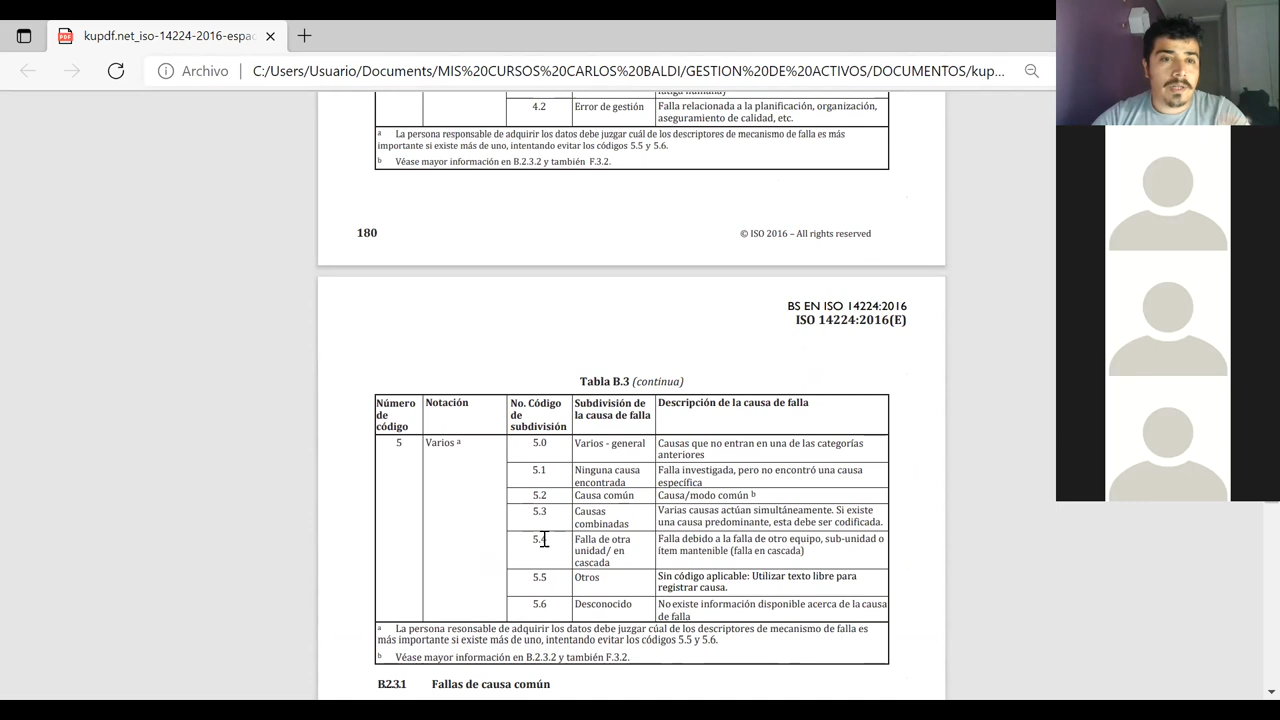 kupdf.net_iso-14224-2016-espac
Archivo
C:/Users/Usuario/Documents/MIS%20CURSOS%20CARLOS%20BALDI/GESTION%20DE%20ACTIVOS/DOCUMENTOS/kup...
fatiga humana)
4.2 Error de gestión Falla relacionada a la planificación, organización,
aseguramiento de calidad, etc.
a La persona responsable de adquirir los datos debe juzgar cuál de los descriptores de mecanismo de falla es más
importante si existe más de uno, intentando evitar los códigos 5.5 y 5.6.
b Véase mayor información en B.2.3.2 y también F.3.2.
180
© ISO 2016 – All rights reserved
BS EN ISO 14224:2016
ISO 14224:2016(E)
Tabla B.3 (continua)
Número Notación No. Código Subdivisión de Descripción de la causa de falla
de de la causa de falla
código subdivisión
5 Varios a 5.0 Varios - general Causas que no entran en una de las categorías
anteriores
5.1 Ninguna causa Falla investigada, pero no encontró una causa
encontrada específica
5.2 Causa común Causa/modo común b
5.3 Causas Varias causas actúan simultáneamente. Si existe
combinadas una causa predominante, esta debe ser codificada.
5.4 Falla de otra Falla debido a la falla de otro equipo, sub-unidad o
unidad/ en ítem mantenible (falla en cascada)
cascada
5.5 Otros Sin código aplicable: Utilizar texto libre para
registrar causa.
5.6 Desconocido No existe información disponible acerca de la causa
de falla
a La persona resonsable de adquirir los datos debe juzgar cúal de los descriptores de mecanismo de falla es
más importante si existe más de uno, intentando evitar los códigos 5.5 y 5.6.
b Véase mayor información en B.2.3.2 y también F.3.2.
B.2.3.1 Fallas de causa común